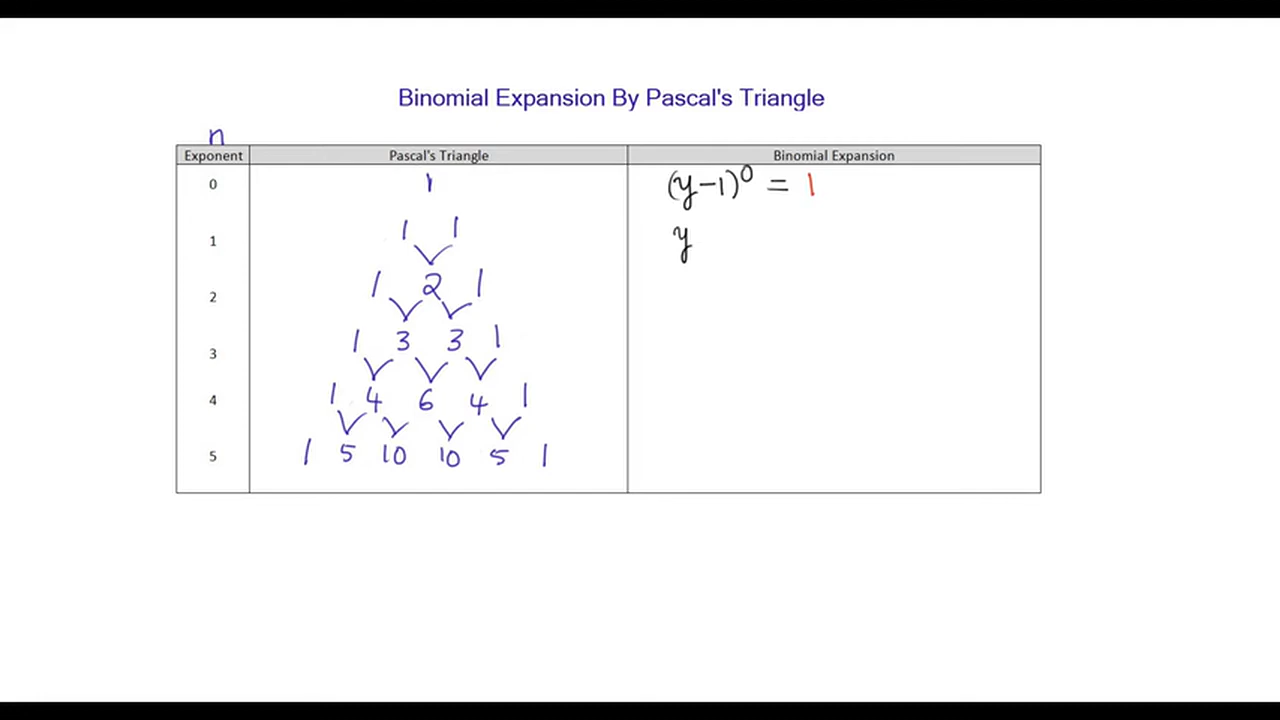 Binomial Expansion By Pascal's Triangle
n
Exponent Pascal's Triangle Binomial Expansion
0 1 (y-1)⁰ = 1
1 1 1 y
2 1 2 1
3 1 3 3 1
4 1 4 6 4 1
5 1 5 10 10 5 1